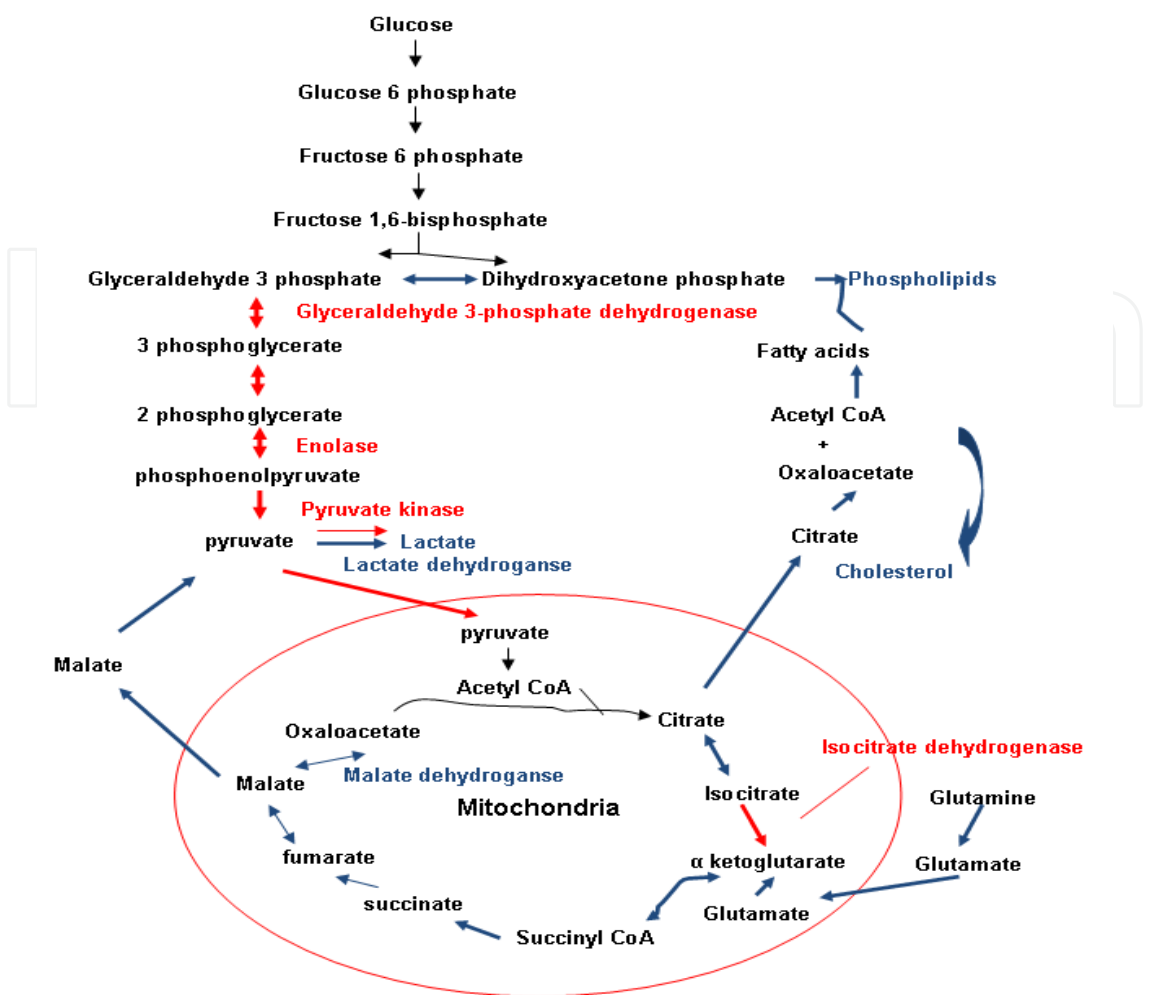 Glucose
Glucose 6 phosphate
Fructose 6 phosphate
Fructose 1,6-bisphosphate
Glyceraldehyde 3 phosphate
Dihydroxyacetone phosphate
Phospholipids
Glyceraldehyde 3-phosphate dehydrogenase
3 phosphoglycerate
Fatty acids
2 phosphoglycerate
Acetyl CoA
+
Enolase
Oxaloacetate
phosphoenolpyruvate
Pyruvate kinase
pyruvate
Lactate
Citrate
Lactate dehydroganse
Cholesterol
pyruvate
Malate
Acetyl CoA
Oxaloacetate
Citrate
Isocitrate dehydrogenase
Malate dehydroganse
Malate
Mitochondria
Isocitrate
Glutamine
fumarate
α ketoglutarate
Glutamate
succinate
Glutamate
Succinyl CoA